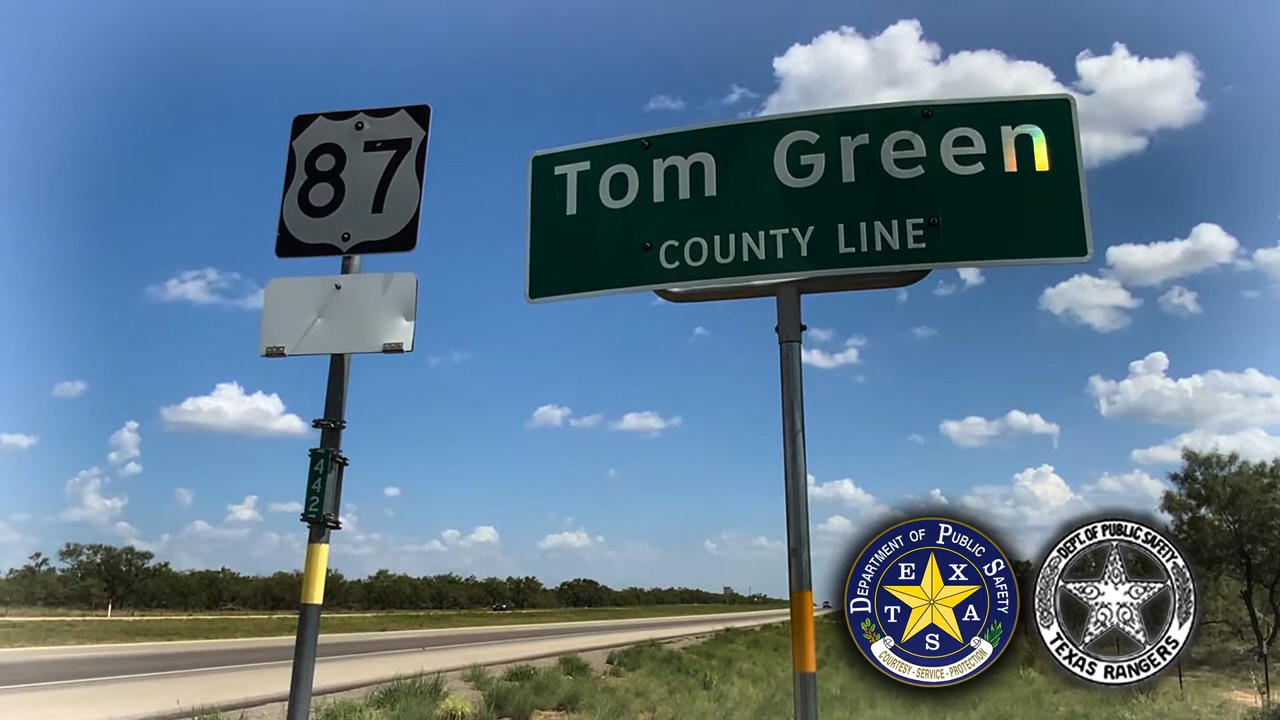 87
Tom Green
COUNTY LINE
442
DEPARTMENT OF PUBLIC SAFETY
TEXAS
COURTESY · SERVICE · PROTECTION
DEPT. OF PUBLIC SAFETY
TEXAS RANGERS